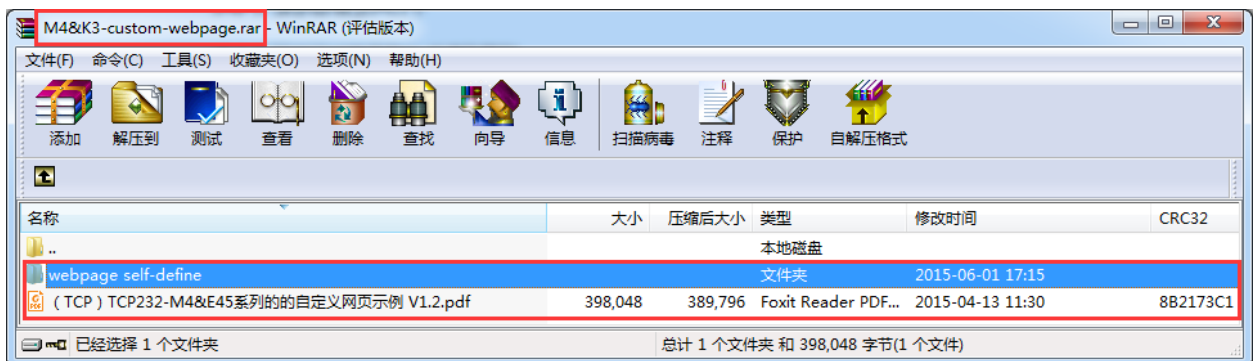 M4&K3-custom-webpage.rar - WinRAR (评估版本)
文件(F) 命令(C) 工具(S) 收藏夹(O) 选项(N) 帮助(H)
添加 解压到 测试 查看 删除 查找 向导 信息 扫描病毒 注释 保护 自解压格式
名称 大小 压缩后大小 类型 修改时间 CRC32
.. 本地磁盘
webpage self-define 文件夹 2015-06-01 17:15
（TCP）TCP232-M4&E45系列的的自定义网页示例 V1.2.pdf 398,048 389,796 Foxit Reader PDF... 2015-04-13 11:30 8B2173C1
已经选择 1 个文件夹 总计 1 个文件夹 和 398,048 字节(1 个文件)